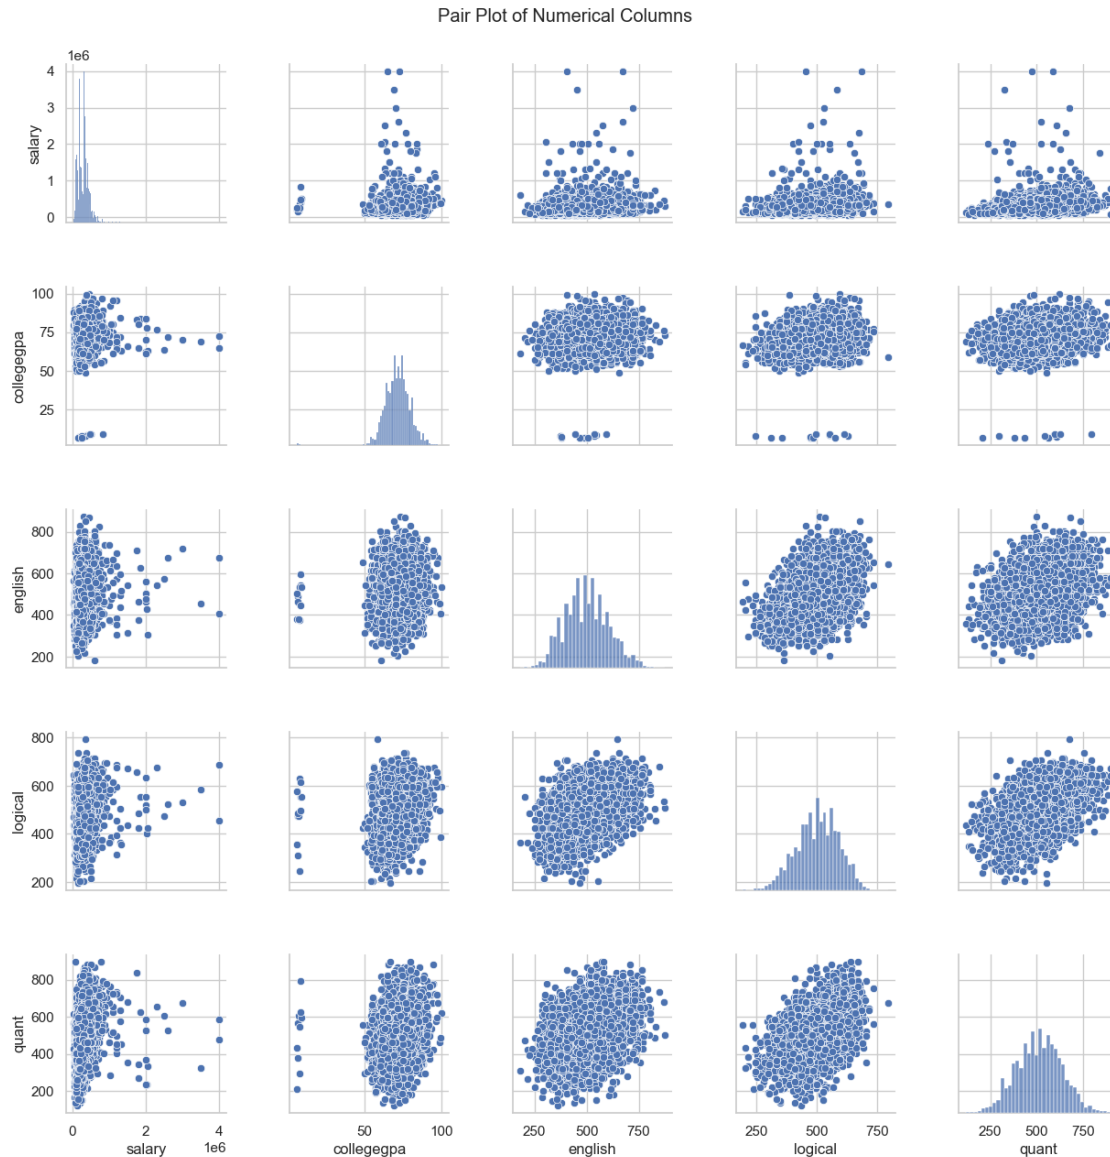 Pair Plot of Numerical Columns
1e6
4
3
2
1
0
salary
100
75
50
25
collegegpa
800
600
400
200
english
800
600
400
200
logical
800
600
400
200
quant
0 2 4 50 100 250 500 750 250 500 750 250 500 750
1e6
salary collegegpa english logical quant